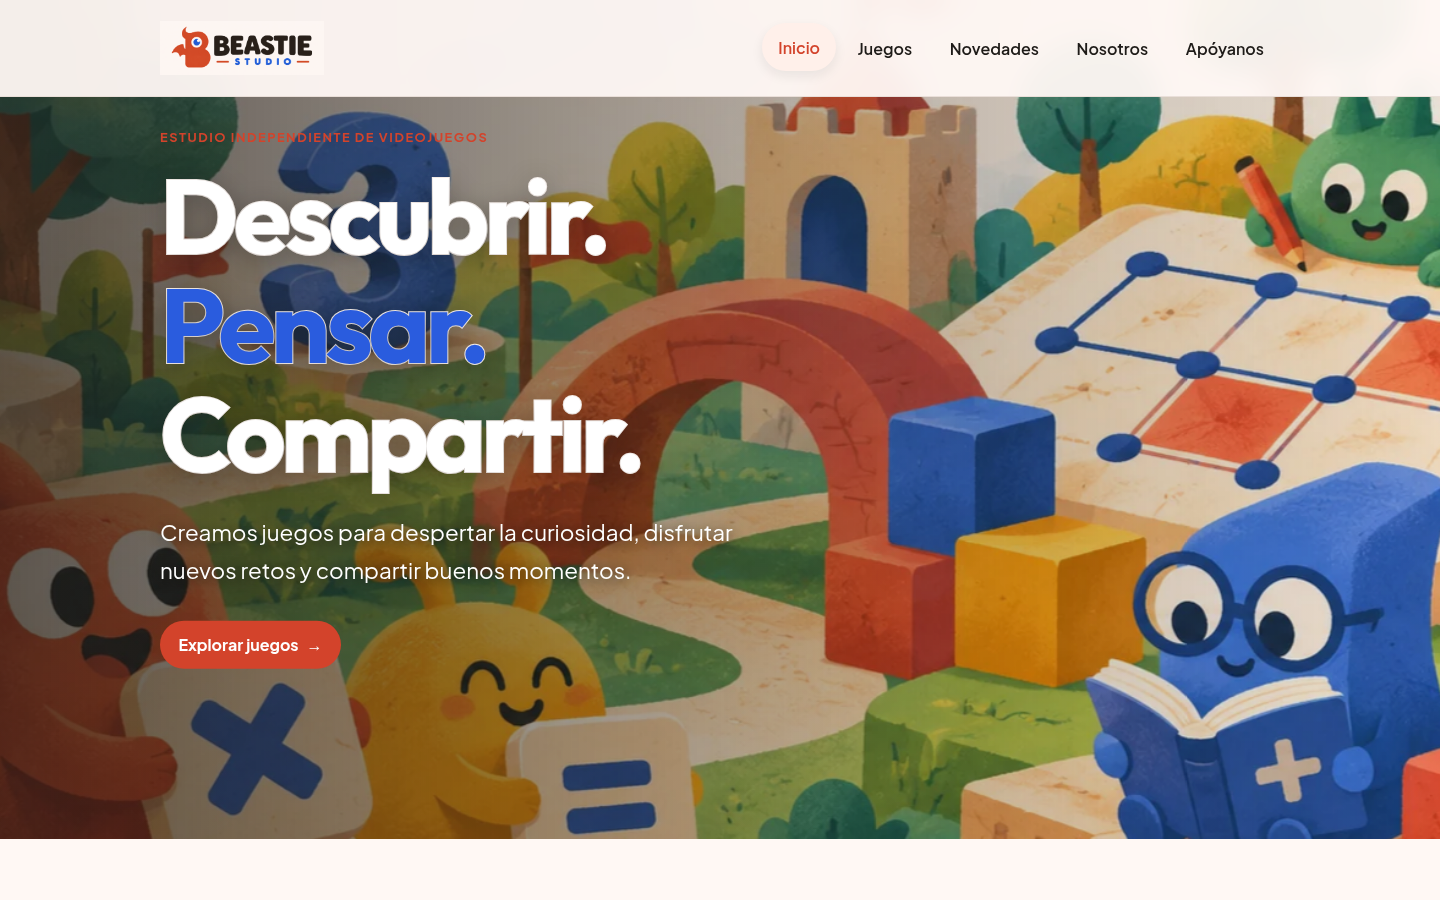 BEASTIE
STUDIO
Inicio
Juegos
Novedades
Nosotros
Apóyanos
ESTUDIO INDEPENDIENTE DE VIDEOJUEGOS
3
Descubrir.
Pensar.
Compartir.
Creamos juegos para despertar la curiosidad, disfrutar
nuevos retos y compartir buenos momentos.
Explorar juegos →